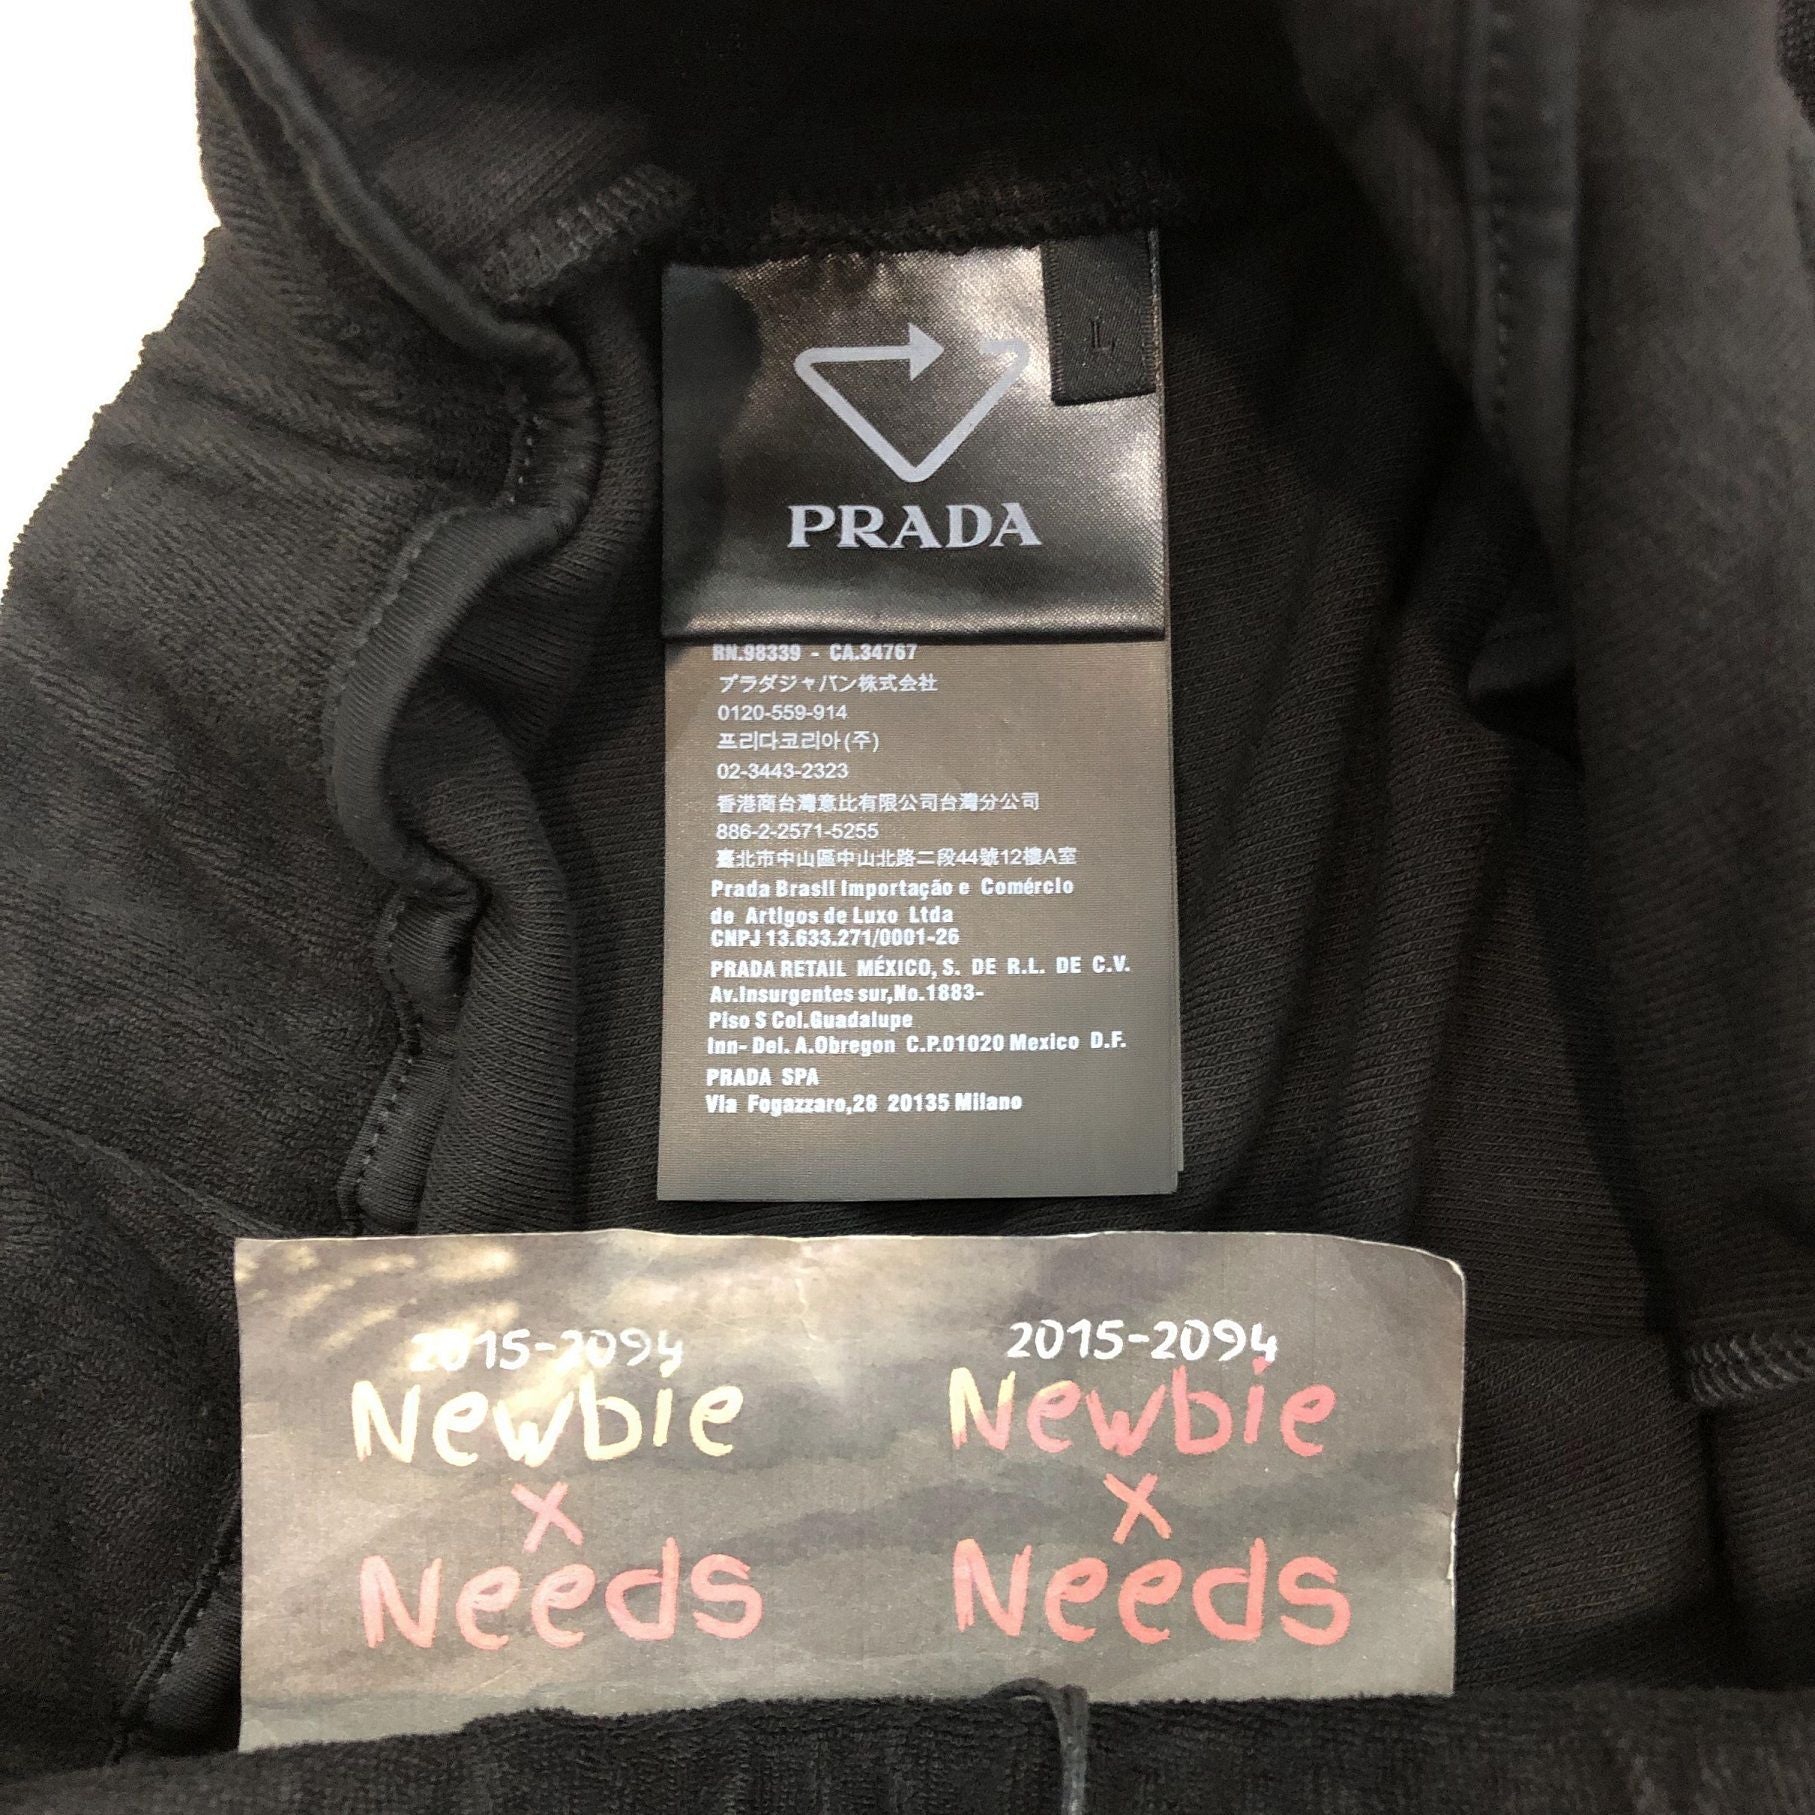 L
PRADA
RN.98339 - CA.34767
プラダジャパン株式会社
0120-559-914
프리다코리아(주)
02-3443-2323
香港商台灣意比有限公司台灣分公司
886-2-2571-5255
臺北市中山區中山北路二段44號12樓A室
Prada Brasil Importação e Comércio
de Artigos de Luxo Ltda
CNPJ 13.633.271/0001-26
PRADA RETAIL MÉXICO, S. DE R.L. DE C.V.
Av.Insurgentes sur,No.1883-
Piso S Col.Guadalupe
Inn- Del. A.Obregon C.P.01020 Mexico D.F.
PRADA SPA
Via Fogazzaro,28 20135 Milano
2015-2094
Newbie
x
Needs
2015-2094
Newbie
x
Needs